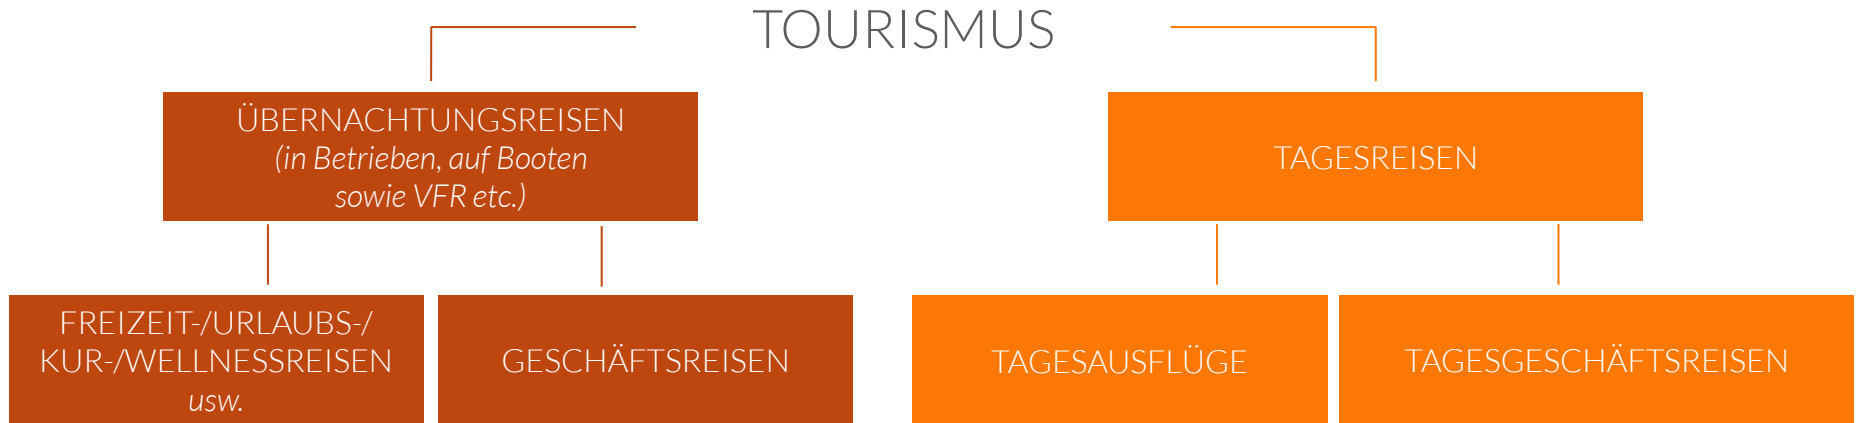 TOURISMUS
ÜBERNACHTUNGSREISEN
(in Betrieben, auf Booten
sowie VFR etc.)
TAGESREISEN
FREIZEIT-/URLAUBS-/
KUR-/WELLNESSREISEN
usw.
GESCHÄFTSREISEN
TAGESAUSFLÜGE
TAGESGESCHÄFTSREISEN